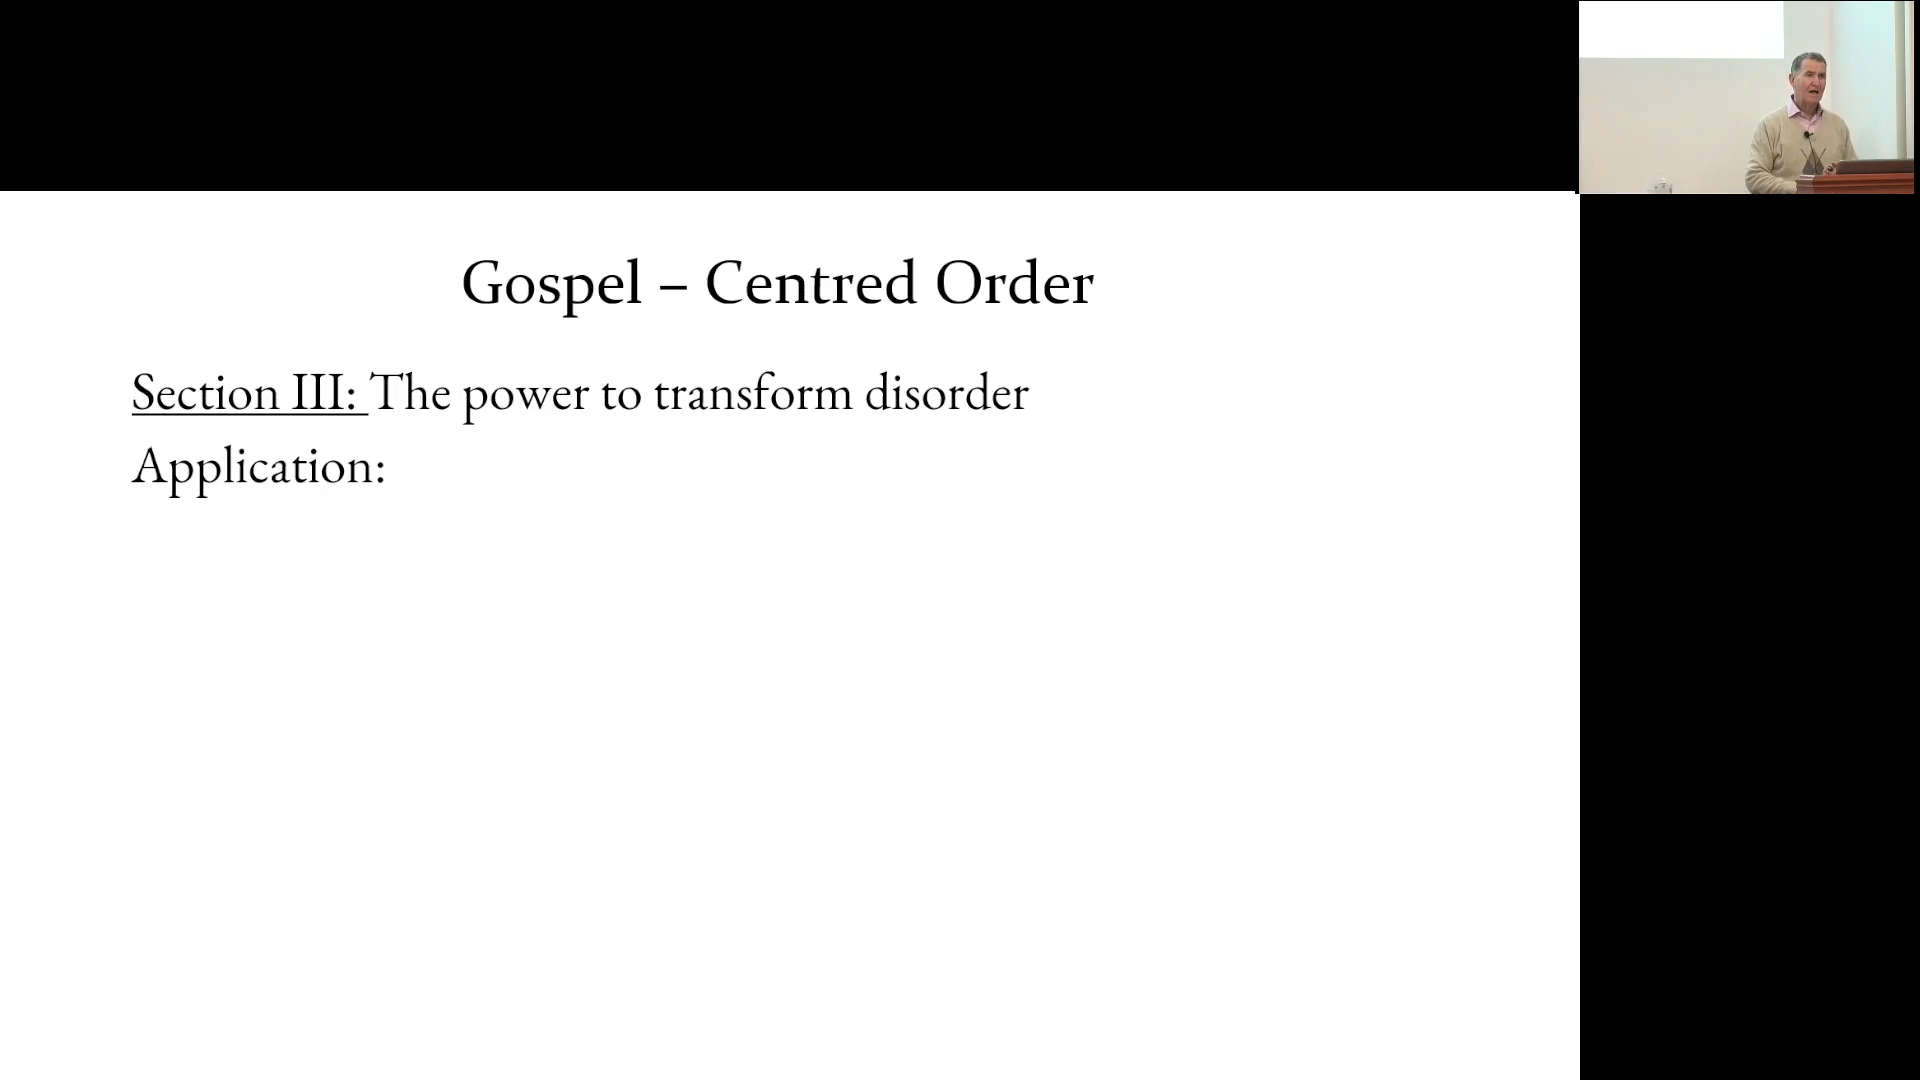 Gospel – Centred Order
Section III: The power to transform disorder
Application: